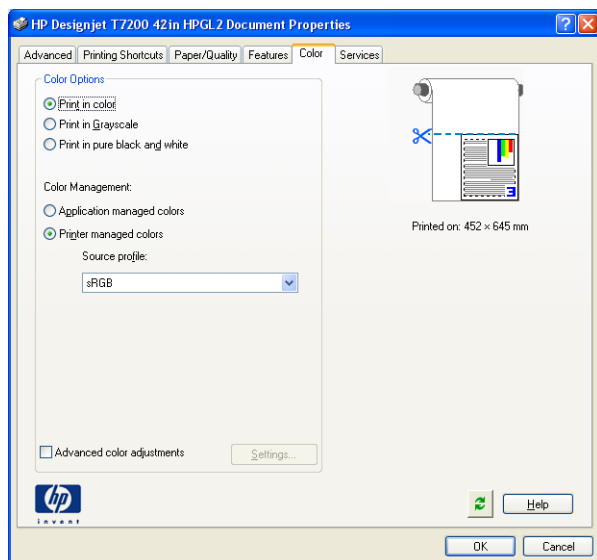 HP Designjet T7200 42in HPGL2 Document Properties
Advanced Printing Shortcuts Paper/Quality Features Color Services
Color Options
Print in color
Print in Grayscale
Print in pure black and white
Color Management:
Application managed colors
Printer managed colors
Source profile:
sRGB
Advanced color adjustments
Settings...
3
Printed on: 452 × 645 mm
hp
invent
Help
OK Cancel